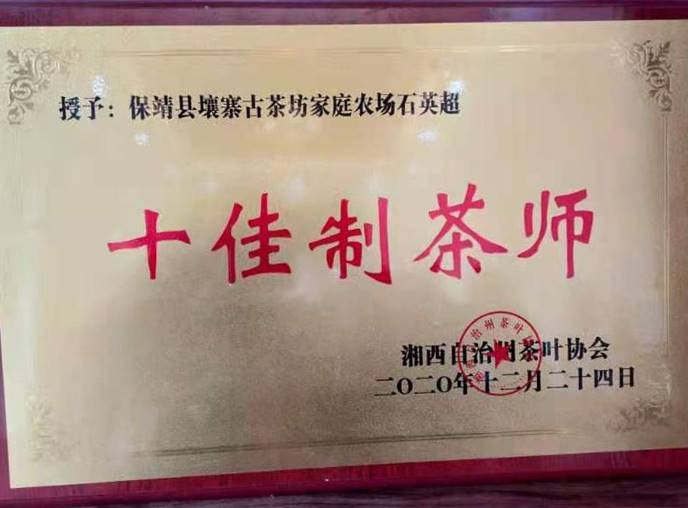 授予：保靖县壤寨古茶坊家庭农场石英超
十佳制茶师
湘西自治州茶叶协会
二〇二〇年十二月二十四日